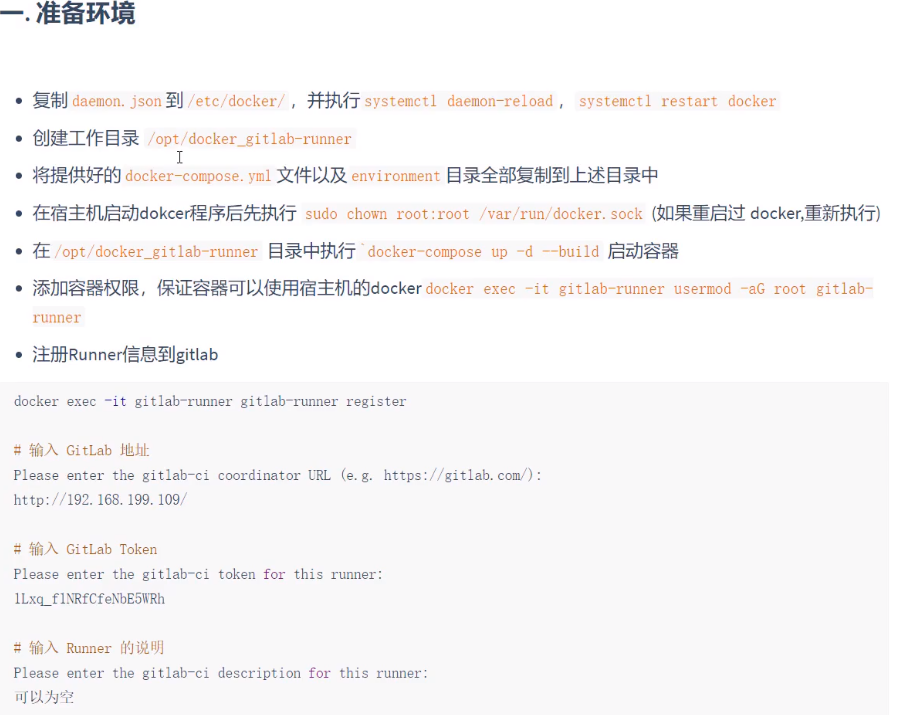 一. 准备环境
复制 daemon.json 到 /etc/docker/ ，并执行 systemctl daemon-reload ， systemctl restart docker
创建工作目录 /opt/docker_gitlab-runner
将提供好的 docker-compose.yml 文件以及 environment 目录全部复制到上述目录中
在宿主机启动dokcer程序后先执行 sudo chown root:root /var/run/docker.sock (如果重启过 docker,重新执行)
在 /opt/docker_gitlab-runner 目录中执行 `docker-compose up -d --build 启动容器
添加容器权限，保证容器可以使用宿主机的docker docker exec -it gitlab-runner usermod -aG root gitlab-
runner
注册Runner信息到gitlab
docker exec -it gitlab-runner gitlab-runner register
# 输入 GitLab 地址
Please enter the gitlab-ci coordinator URL (e.g. https://gitlab.com/):
http://192.168.199.109/
# 输入 GitLab Token
Please enter the gitlab-ci token for this runner:
1Lxq_f1NRfCfeNbE5WRh
# 输入 Runner 的说明
Please enter the gitlab-ci description for this runner:
可以为空